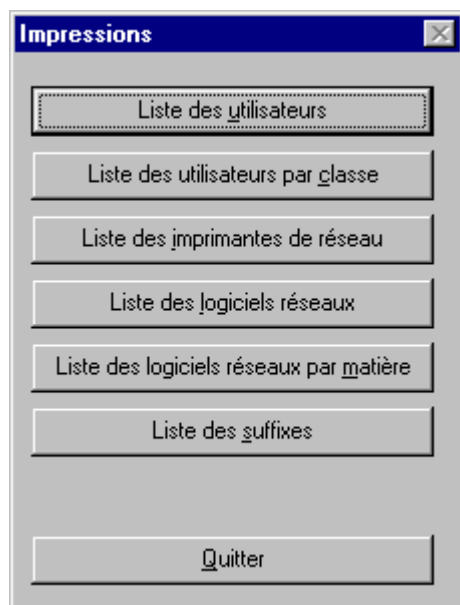 Impressions
Liste des utilisateurs
Liste des utilisateurs par classe
Liste des imprimantes de réseau
Liste des logiciels réseaux
Liste des logiciels réseaux par matière
Liste des suffixes
Quitter